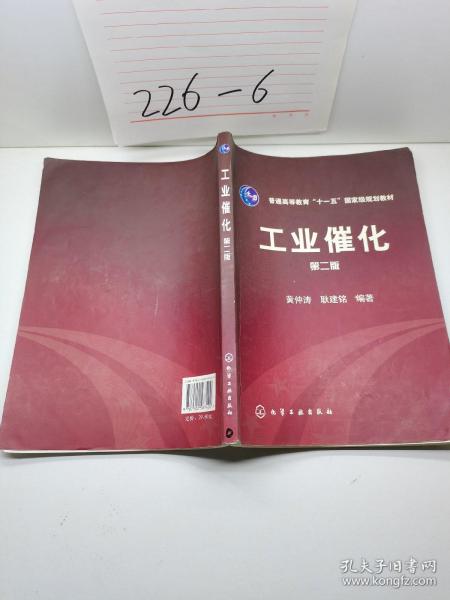 226-6
普通高等教育“十一五”国家级规划教材
工业催化
第二版
黄仲涛 耿建铭 编著
化学工业出版社
工业催化
第二版
化学工业出版社
孔夫子旧书网
www.kongfz.com